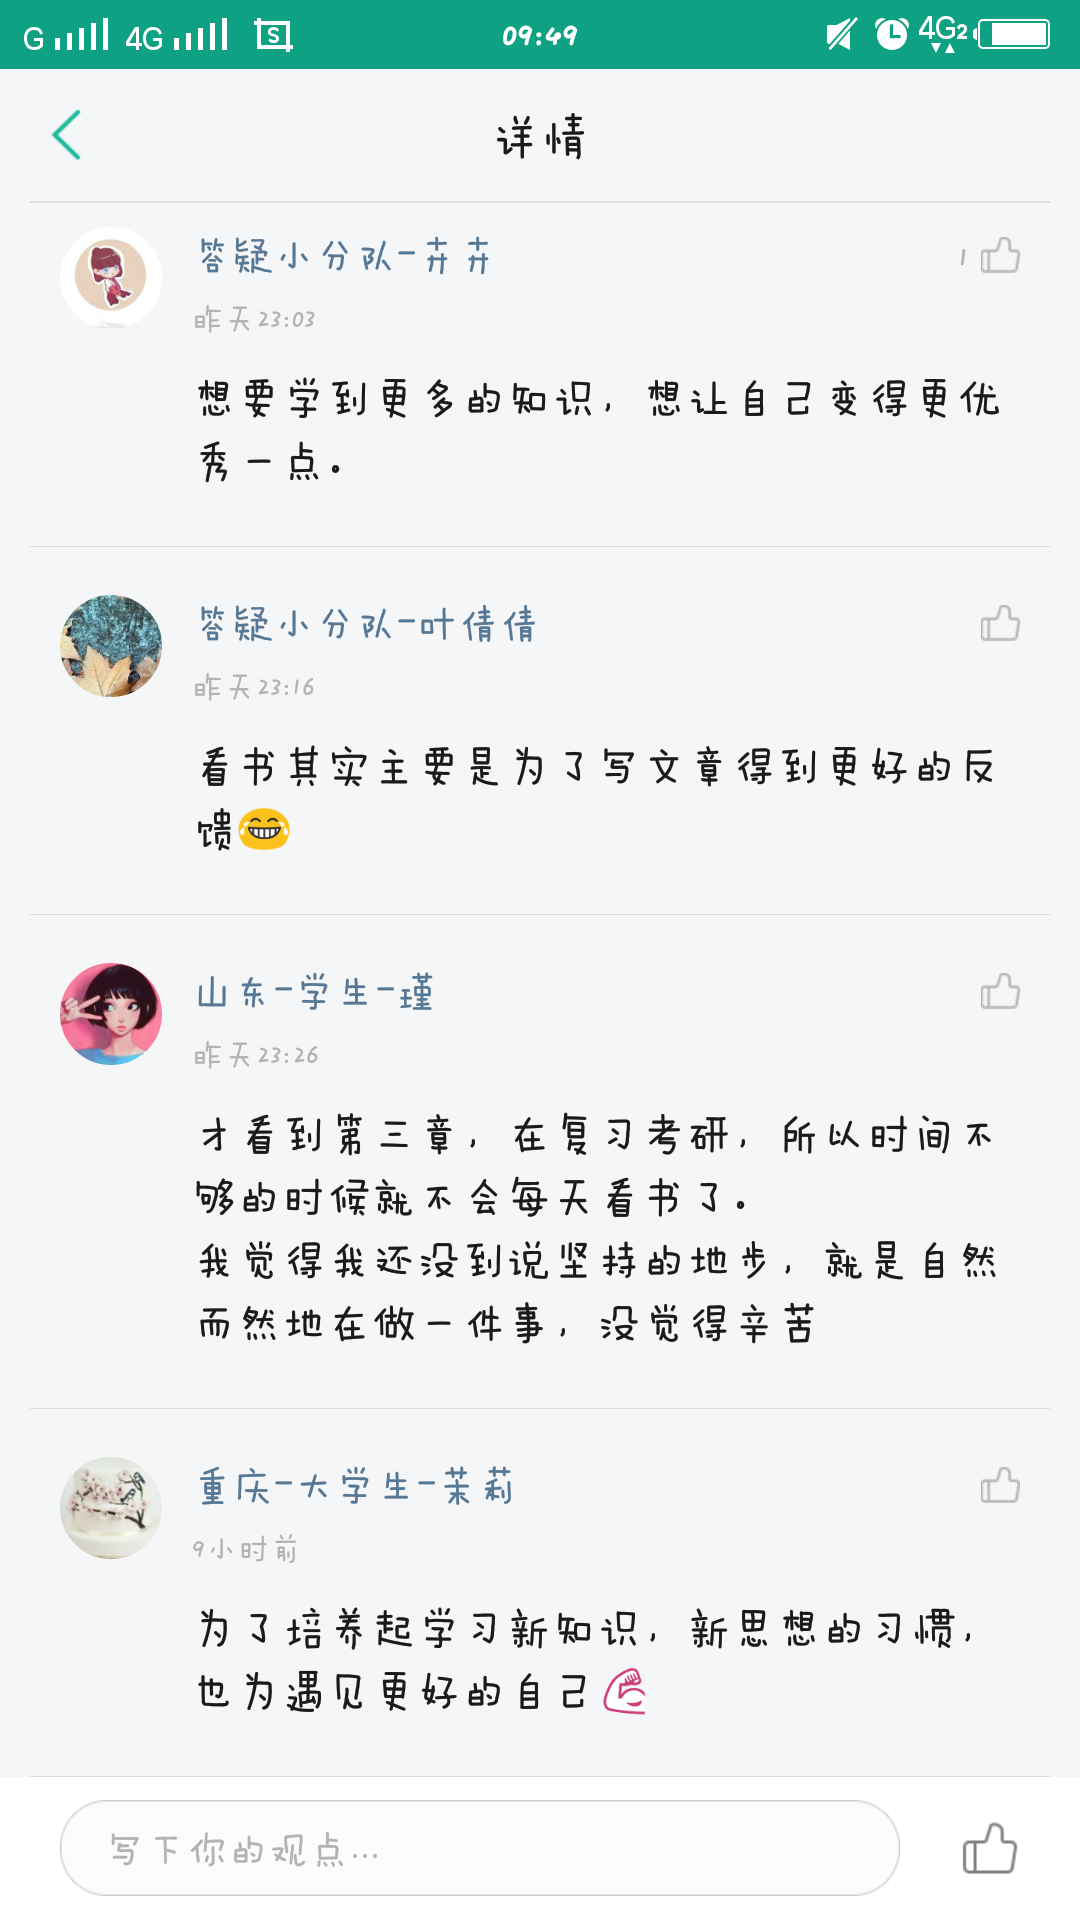 G 4G S 09:49 4G2
详情
答疑小分队-卉卉 1
昨天23:03
想要学到更多的知识，想让自己变得更优
秀一点。
答疑小分队-叶倩倩
昨天23:16
看书其实主要是为了写文章得到更好的反
馈😂
山东-学生-瑾
昨天23:26
才看到第三章，在复习考研，所以时间不
够的时候就不会每天看书了。
我觉得我还没到说坚持的地步，就是自然
而然地在做一件事，没觉得辛苦
重庆-大学生-茉莉
9小时前
为了培养起学习新知识，新思想的习惯，
也为遇见更好的自己💪
写下你的观点...